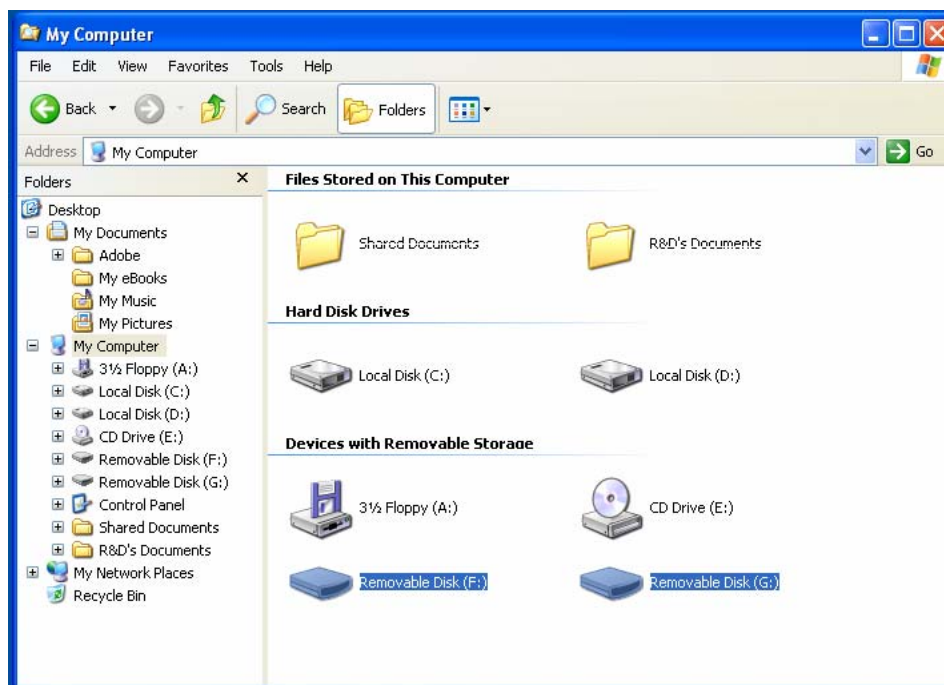 My Computer
File Edit View Favorites Tools Help
Back Search Folders
Address My Computer Go
Folders
Desktop
My Documents
Adobe
My eBooks
My Music
My Pictures
My Computer
3½ Floppy (A:)
Local Disk (C:)
Local Disk (D:)
CD Drive (E:)
Removable Disk (F:)
Removable Disk (G:)
Control Panel
Shared Documents
R&D's Documents
My Network Places
Recycle Bin
Files Stored on This Computer
Shared Documents R&D's Documents
Hard Disk Drives
Local Disk (C:) Local Disk (D:)
Devices with Removable Storage
3½ Floppy (A:) CD Drive (E:)
Removable Disk (F:) Removable Disk (G:)